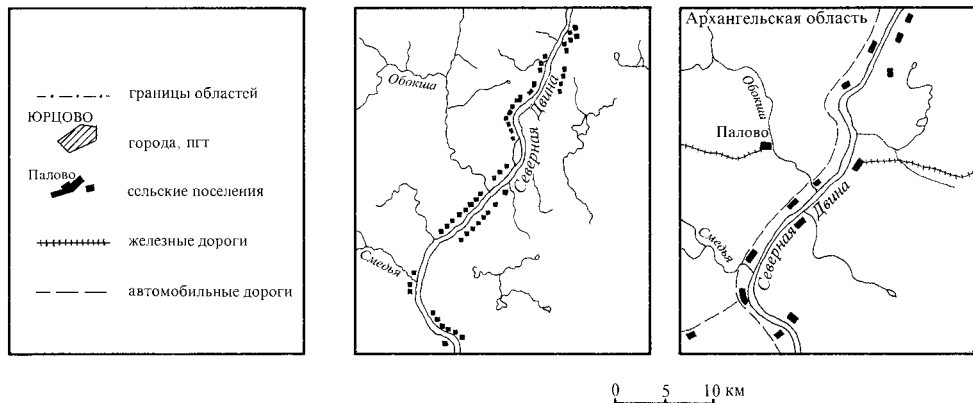 границы областей
ЮРЦОВО
города, пгт
Палово
сельские поселения
железные дороги
автомобильные дороги
Обокша
Северная Двина
Смедья
Архангельская область
Обокша
Палово
Смедья
Северная Двина
0 5 10 км